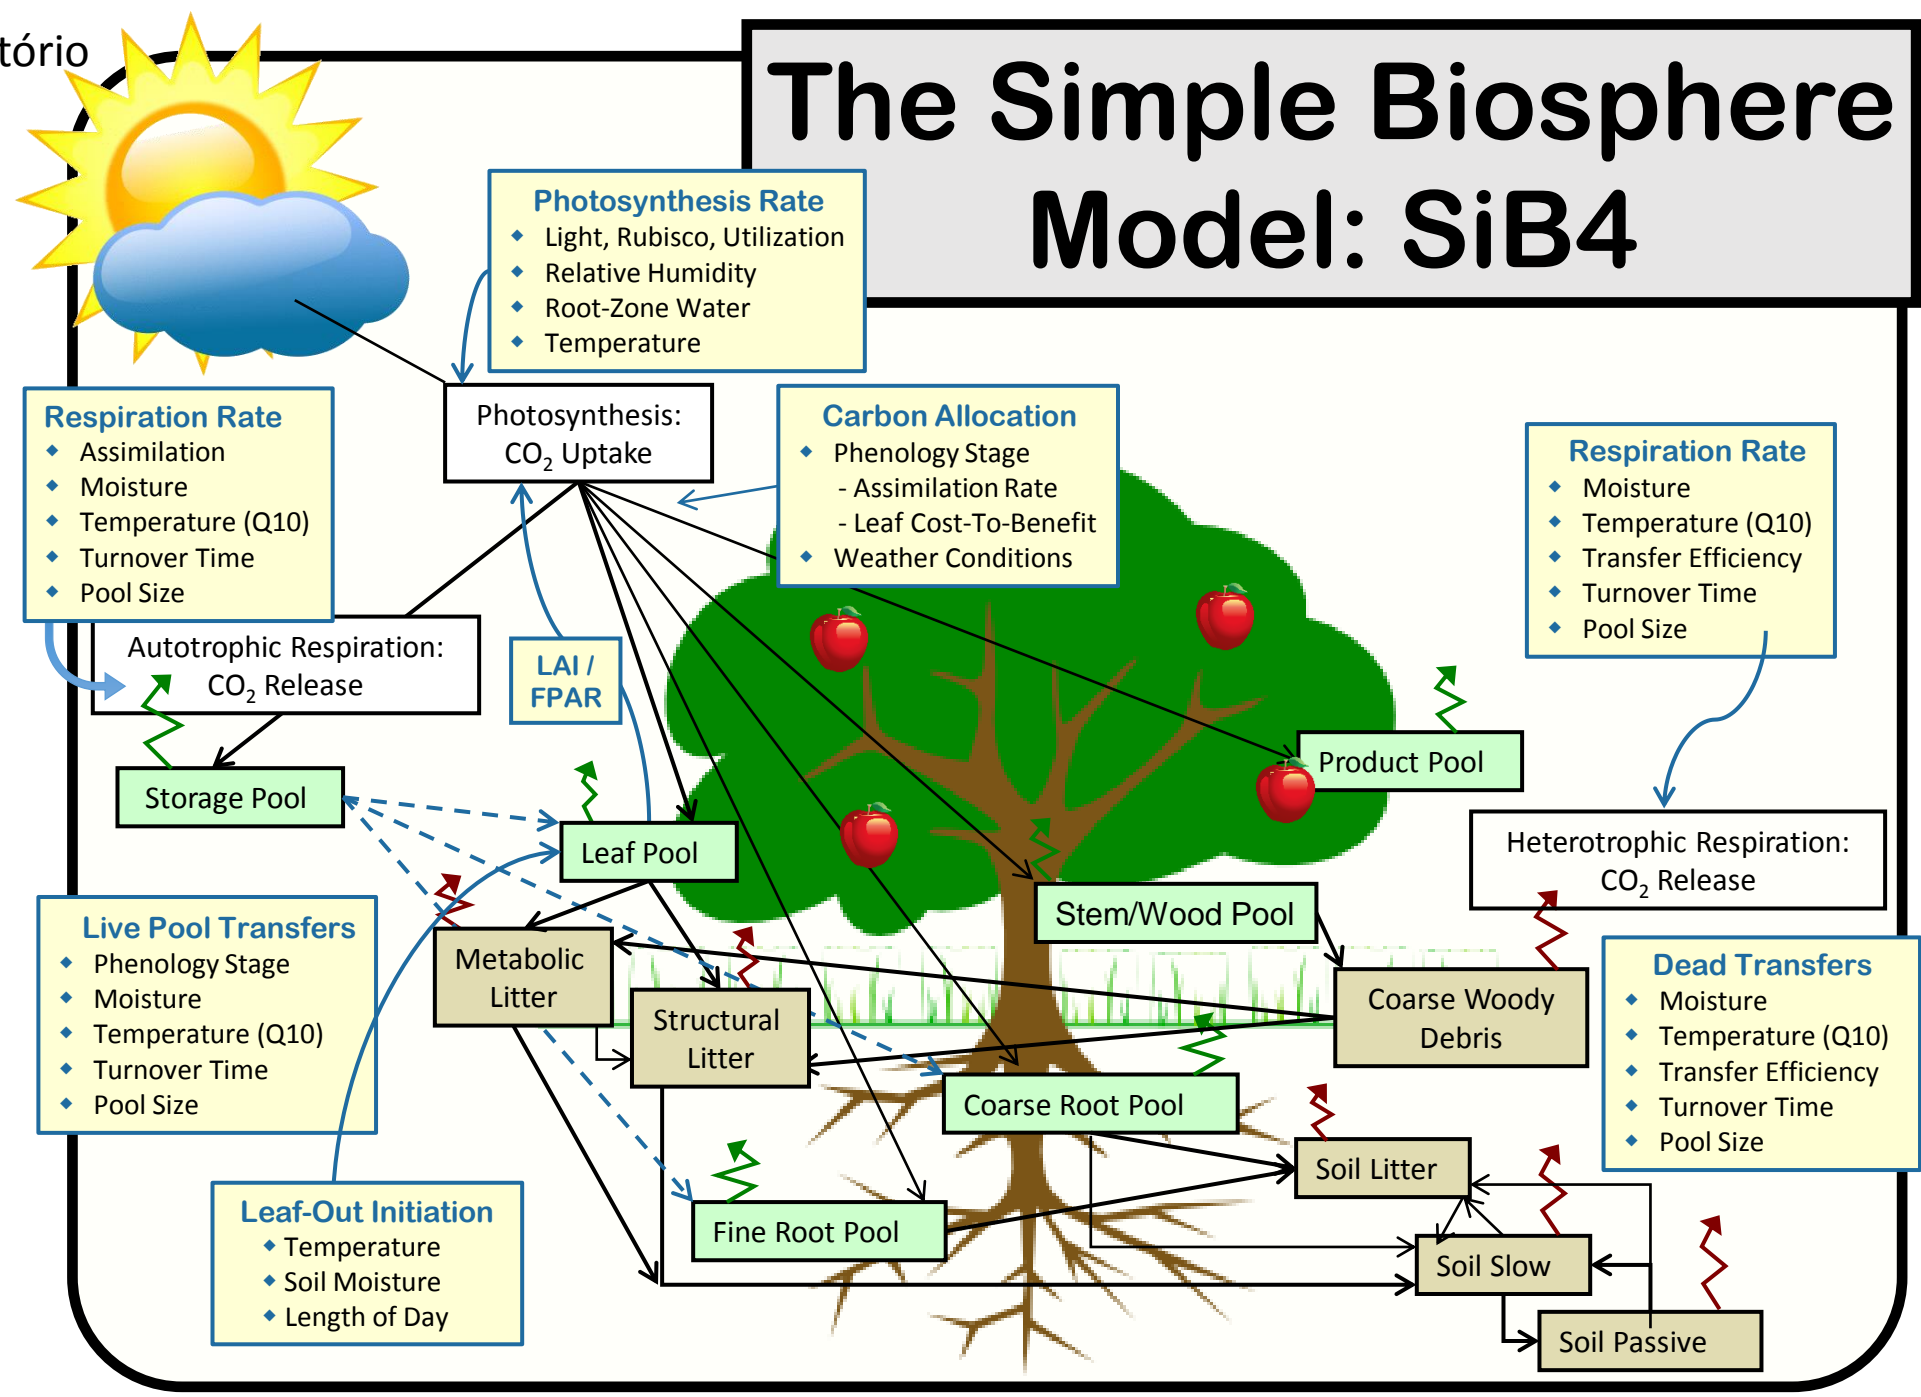 tório
The Simple Biosphere
Model: SiB4
Photosynthesis Rate
Light, Rubisco, Utilization
Relative Humidity
Root-Zone Water
Temperature
Respiration Rate
Assimilation
Moisture
Temperature (Q10)
Turnover Time
Pool Size
Photosynthesis:
CO₂ Uptake
Carbon Allocation
Phenology Stage
- Assimilation Rate
- Leaf Cost-To-Benefit
Weather Conditions
Respiration Rate
Moisture
Temperature (Q10)
Transfer Efficiency
Turnover Time
Pool Size
Autotrophic Respiration:
CO₂ Release
LAI /
FPAR
Storage Pool
Product Pool
Leaf Pool
Heterotrophic Respiration:
CO₂ Release
Stem/Wood Pool
Live Pool Transfers
Phenology Stage
Moisture
Temperature (Q10)
Turnover Time
Pool Size
Metabolic
Litter
Structural
Litter
Coarse Woody
Debris
Dead Transfers
Moisture
Temperature (Q10)
Transfer Efficiency
Turnover Time
Pool Size
Coarse Root Pool
Soil Litter
Leaf-Out Initiation
Temperature
Soil Moisture
Length of Day
Fine Root Pool
Soil Slow
Soil Passive